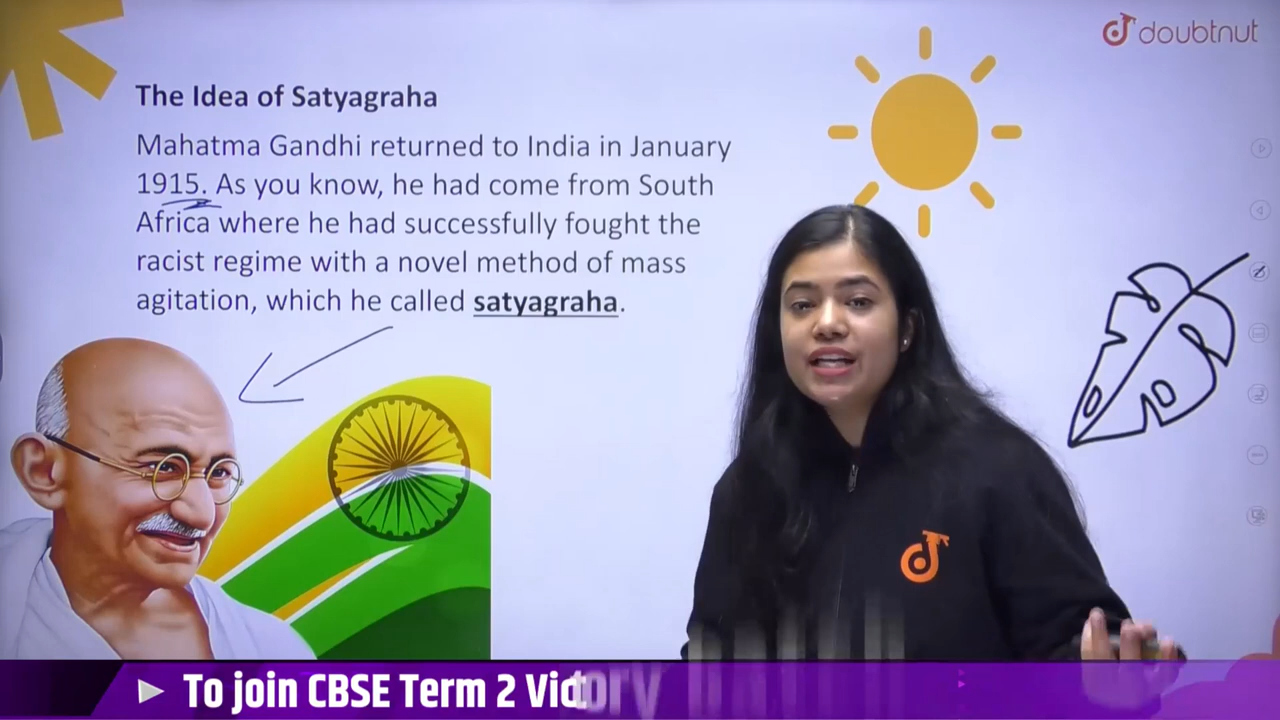 doubtnut
The Idea of Satyagraha
Mahatma Gandhi returned to India in January
1915. As you know, he had come from South
Africa where he had successfully fought the
racist regime with a novel method of mass
agitation, which he called satyagraha.
To join CBSE Term 2 Victory